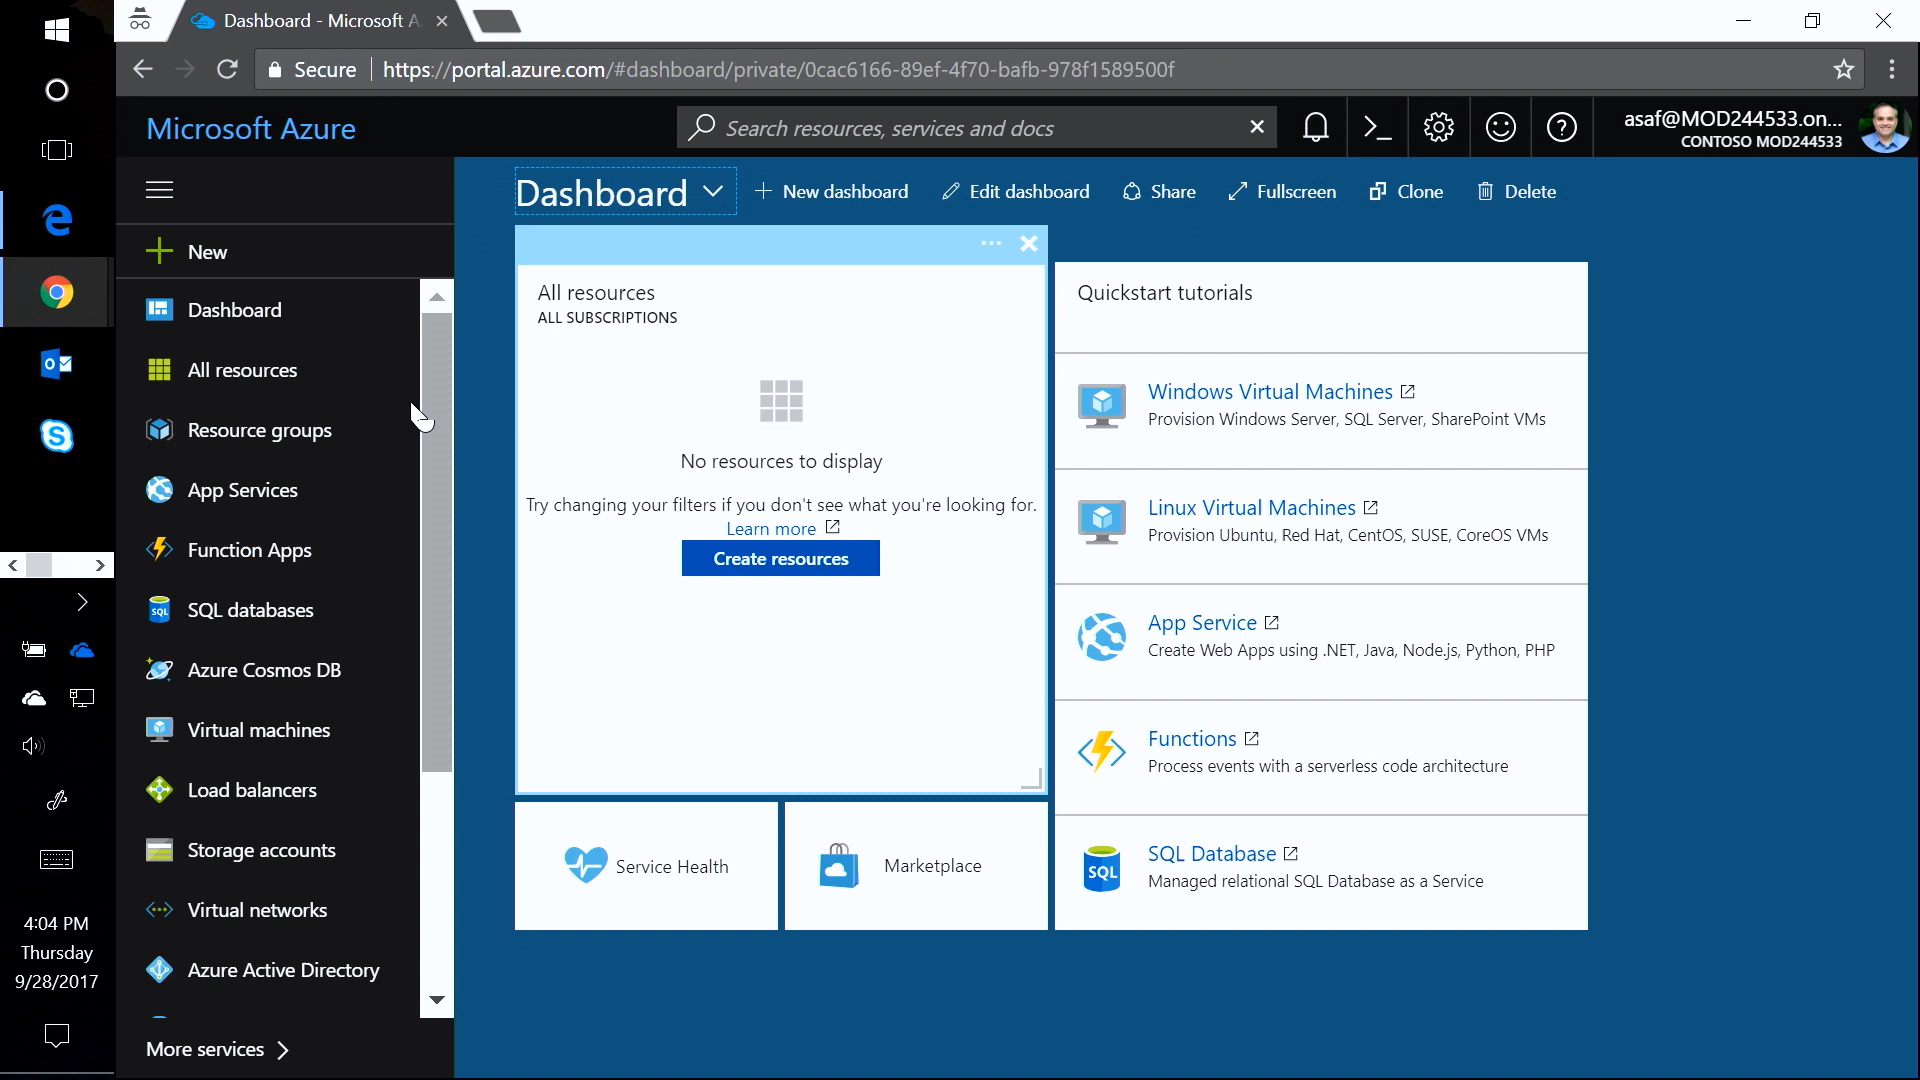 Dashboard - Microsoft A
Secure
https://portal.azure.com/#dashboard/private/0cac6166-89ef-4f70-bafb-978f1589500f
Microsoft Azure
Search resources, services and docs
asaf@MOD244533.on...
CONTOSO MOD244533
New
Dashboard
All resources
Resource groups
App Services
Function Apps
SQL databases
Azure Cosmos DB
Virtual machines
Load balancers
Storage accounts
Virtual networks
Azure Active Directory
More services
Dashboard
New dashboard
Edit dashboard
Share
Fullscreen
Clone
Delete
All resources
ALL SUBSCRIPTIONS
No resources to display
Try changing your filters if you don't see what you're looking for.
Learn more
Create resources
Service Health
Marketplace
Quickstart tutorials
Windows Virtual Machines
Provision Windows Server, SQL Server, SharePoint VMs
Linux Virtual Machines
Provision Ubuntu, Red Hat, CentOS, SUSE, CoreOS VMs
App Service
Create Web Apps using .NET, Java, Node.js, Python, PHP
Functions
Process events with a serverless code architecture
SQL Database
Managed relational SQL Database as a Service
4:04 PM
Thursday
9/28/2017